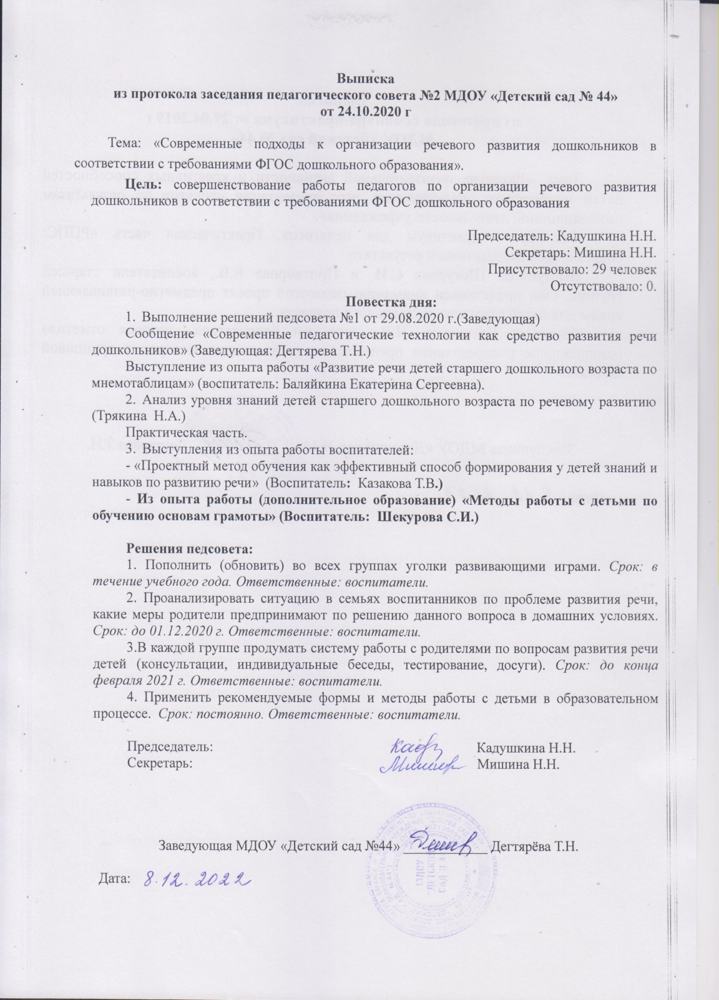 Выписка
из протокола заседания педагогического совета №2 МДОУ «Детский сад № 44»
от 24.10.2020 г
Тема: «Современные подходы к организации речевого развития дошкольников в
соответствии с требованиями ФГОС дошкольного образования».
Цель: совершенствование работы педагогов по организации речевого развития
дошкольников в соответствии с требованиями ФГОС дошкольного образования
Председатель: Кадушкина Н.Н.
Секретарь: Мишина Н.Н.
Присутствовало: 29 человек
Отсутствовало: 0.
Повестка дня:
1. Выполнение решений педсовета №1 от 29.08.2020 г.(Заведующая)
Сообщение «Современные педагогические технологии как средство развития речи
дошкольников» (Заведующая: Дегтярева Т.Н.)
Выступление из опыта работы «Развитие речи детей старшего дошкольного возраста по
мнемотаблицам» (воспитатель: Баляйкина Екатерина Сергеевна).
2. Анализ уровня знаний детей старшего дошкольного возраста по речевому развитию
(Трякина Н.А.)
Практическая часть.
3. Выступления из опыта работы воспитателей:
- «Проектный метод обучения как эффективный способ формирования у детей знаний и
навыков по развитию речи» (Воспитатель: Казакова Т.В.)
- Из опыта работы (дополнительное образование) «Методы работы с детьми по
обучению основам грамоты» (Воспитатель: Шекурова С.И.)
Решения педсовета:
1. Пополнить (обновить) во всех группах уголки развивающими играми. Срок: в
течение учебного года. Ответственные: воспитатели.
2. Проанализировать ситуацию в семьях воспитанников по проблеме развития речи,
какие меры родители предпринимают по решению данного вопроса в домашних условиях.
Срок: до 01.12.2020 г. Ответственные: воспитатели.
3.В каждой группе продумать систему работы с родителями по вопросам развития речи
детей (консультации, индивидуальные беседы, тестирование, досуги). Срок: до конца
февраля 2021 г. Ответственные: воспитатели.
4. Применить рекомендуемые формы и методы работы с детьми в образовательном
процессе. Срок: постоянно. Ответственные: воспитатели.
Председатель: Кадушкина Н.Н.
Секретарь: Мишина Н.Н.
Заведующая МДОУ «Детский сад №44» Дегтярёва Т.Н.
Дата: 8.12.2022
МДОУ
"ДЕТСКИЙ